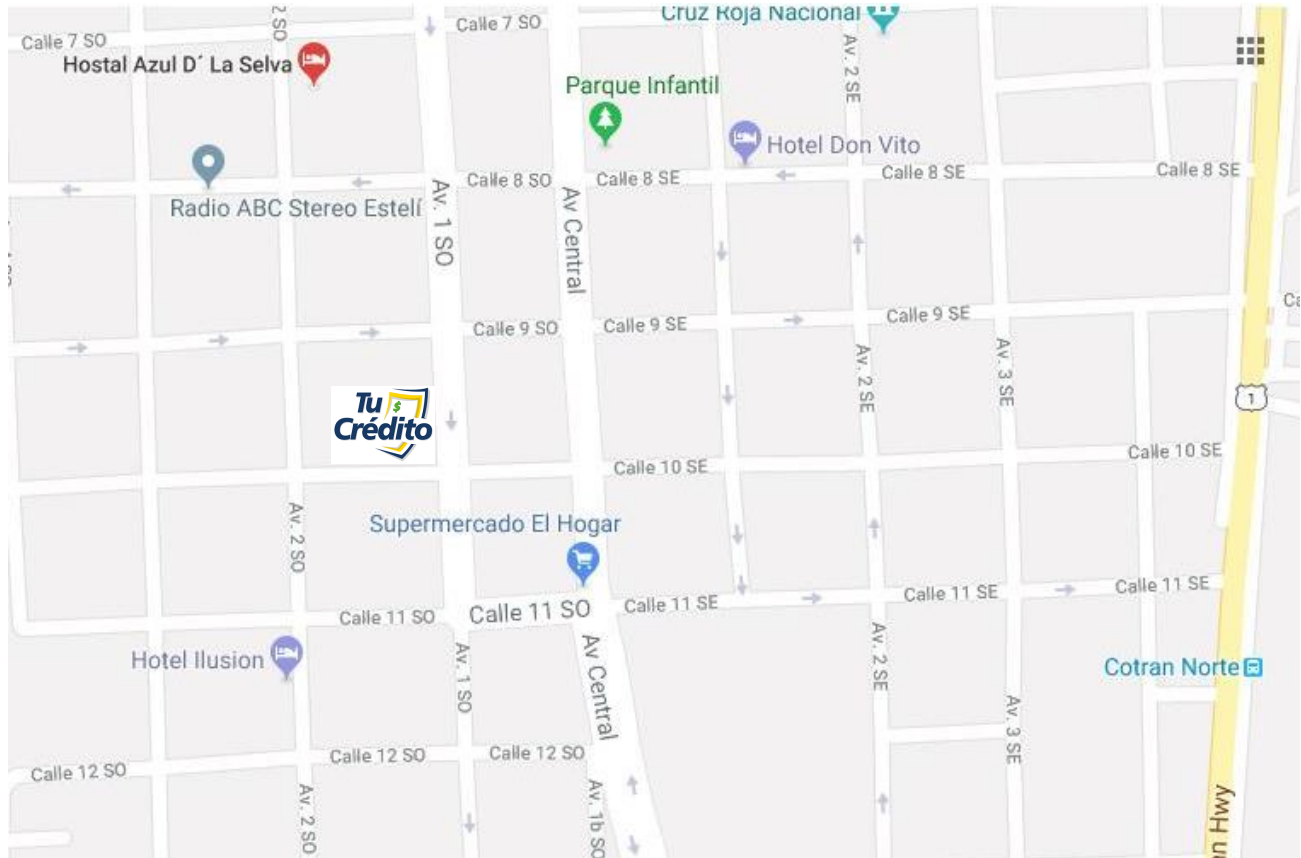 Cruz Roja Nacional
2 SO
Calle 7 SO
Calle 7 SO
Hostal Azul D´ La Selva
Av. 2 SE
Parque Infantil
Hotel Don Vito
Calle 8 SO
Calle 8 SE
Calle 8 SE
Calle 8 SE
Radio ABC Stereo Estelí
Av. 1 SO
Av Central
Calle 9 SO
Calle 9 SE
Calle 9 SE
Av. 2 SE
Av. 3 SE
1
Tu
$
Crédito
Calle 10 SE
Calle 10 SE
Av. 2 SO
Supermercado El Hogar
Calle 11 SO
Calle 11 SO
Calle 11 SE
Calle 11 SE
Calle 11 SE
Hotel Ilusion
Av. 1 SO
Av Central
Av. 2 SE
Cotran Norte
Av. 3 SE
Calle 12 SO
Calle 12 SO
Calle 12 SO
Av. 2 SO
Av. 1b SO
n Hwy